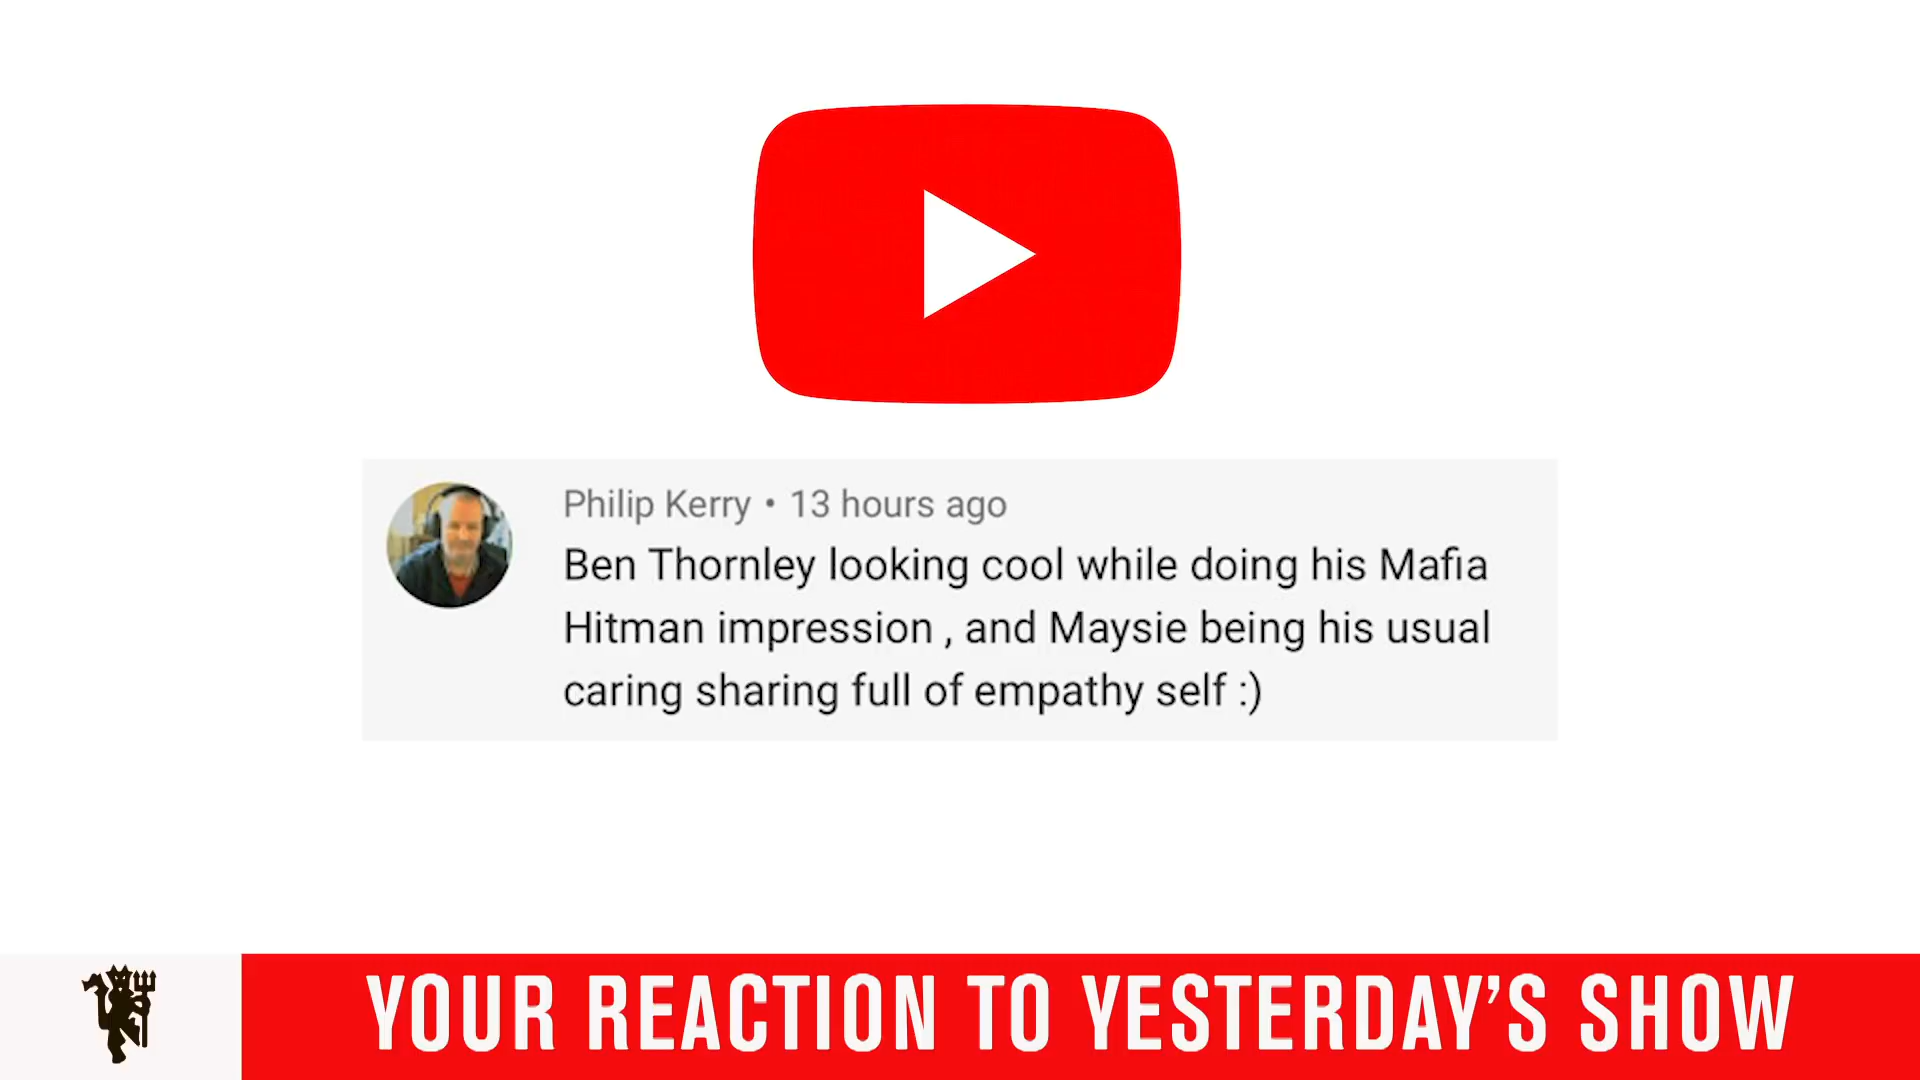 Philip Kerry • 13 hours ago
Ben Thornley looking cool while doing his Mafia
Hitman impression , and Maysie being his usual
caring sharing full of empathy self :)
YOUR REACTION TO YESTERDAY’S SHOW